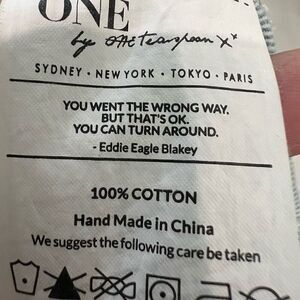 ONE
by one teaspoon xx
SYDNEY · NEW YORK · TOKYO · PARIS
YOU WENT THE WRONG WAY.
BUT THAT'S OK.
YOU CAN TURN AROUND.
- Eddie Eagle Blakey
100% COTTON
Hand Made in China
We suggest the following care be taken